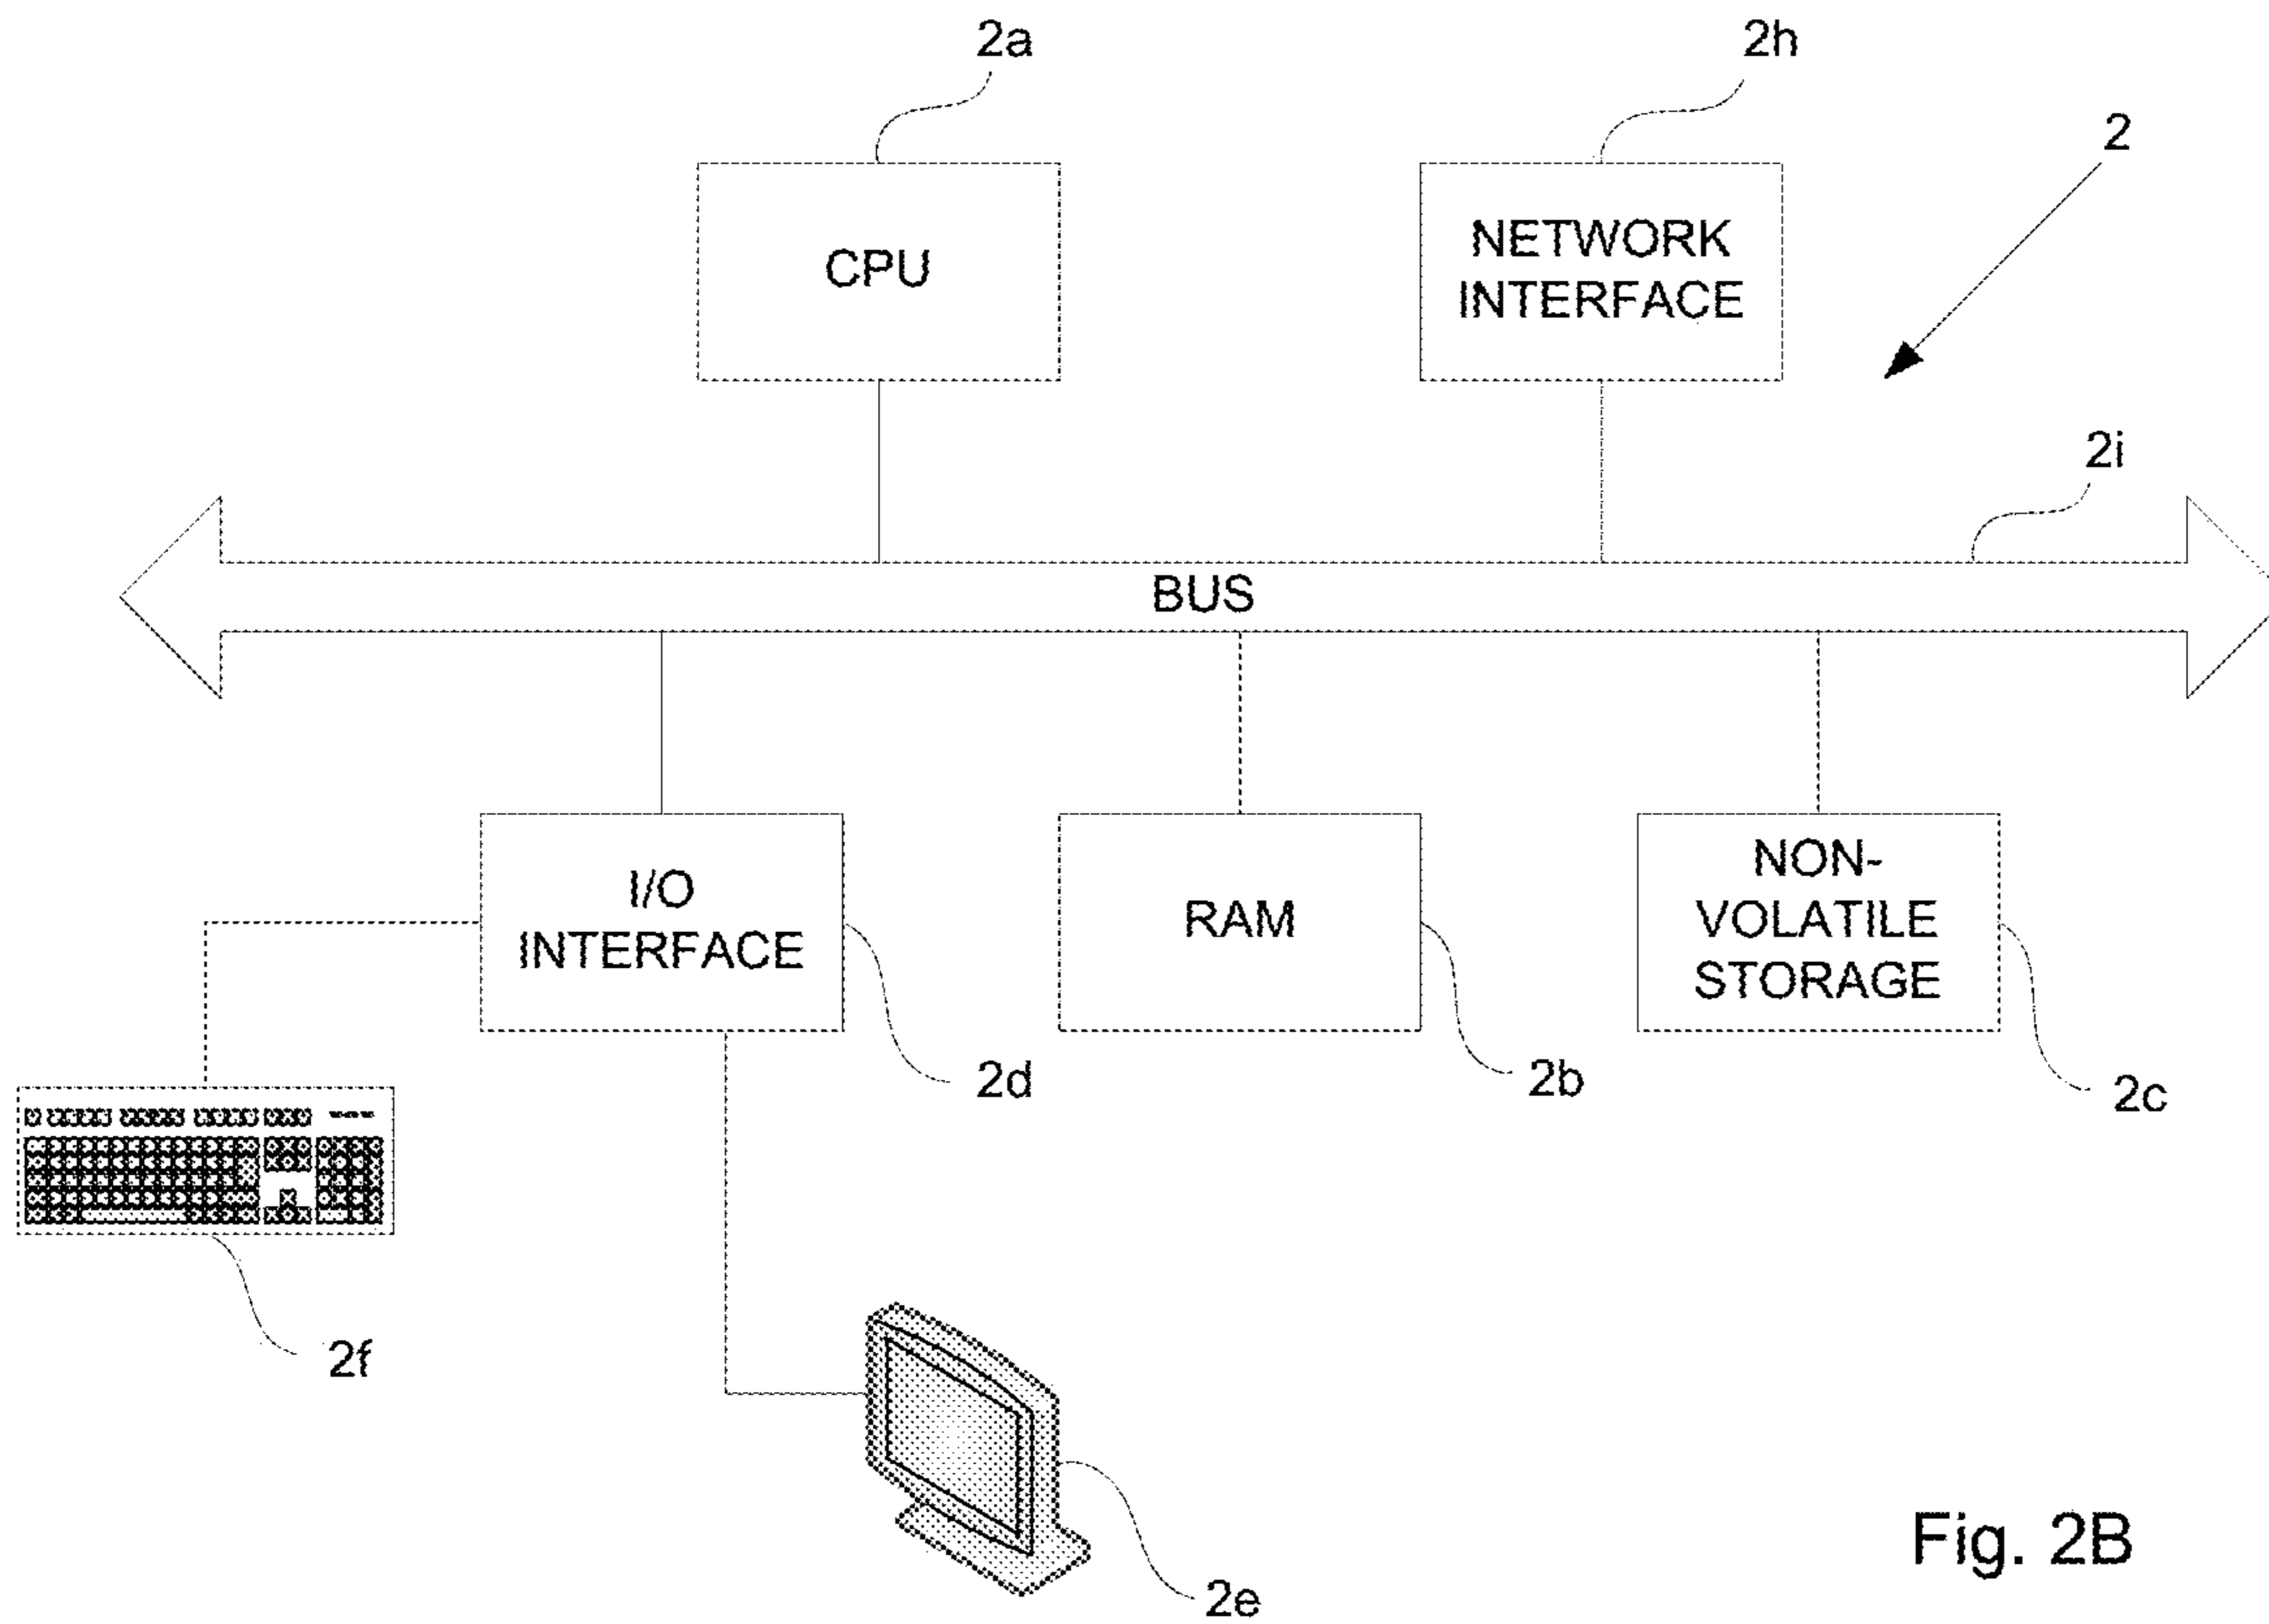 2a
2h
2
CPU
NETWORK
INTERFACE
2i
BUS
I/O
INTERFACE
RAM
NON-
VOLATILE
STORAGE
2d
2b
2c
2f
2e
Fig. 2B